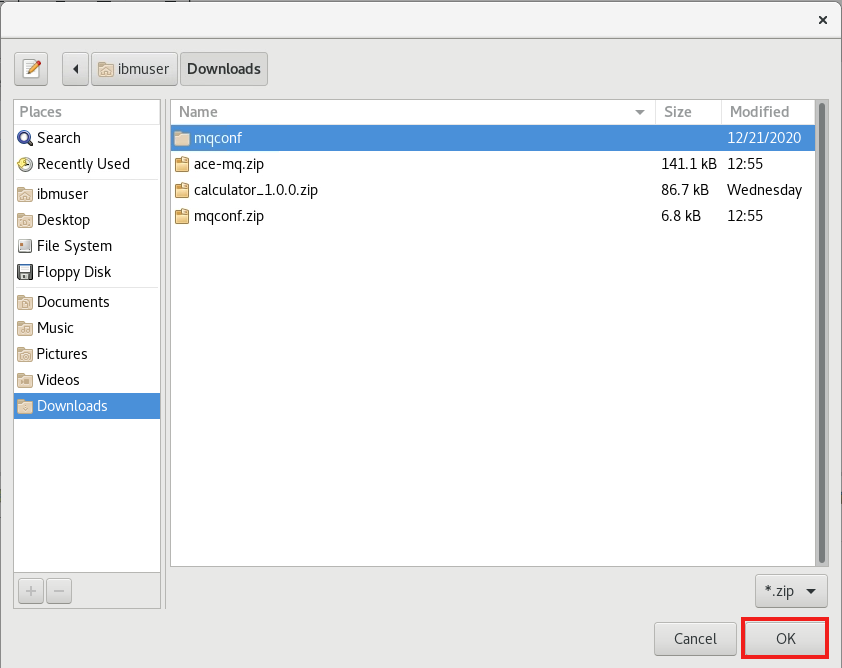 ibmuser Downloads
Places
Search
Recently Used
ibmuser
Desktop
File System
Floppy Disk
Documents
Music
Pictures
Videos
Downloads
Name Size Modified
mqconf 12/21/2020
ace-mq.zip 141.1 kB 12:55
calculator_1.0.0.zip 86.7 kB Wednesday
mqconf.zip 6.8 kB 12:55
*.zip
Cancel OK